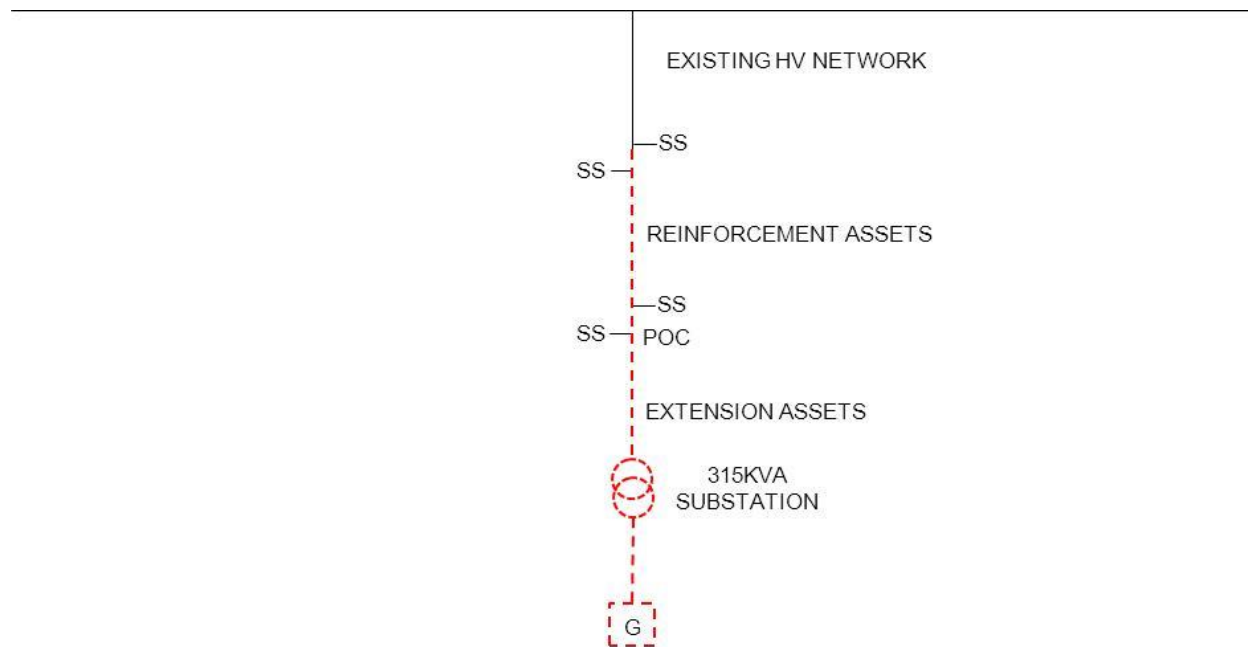 EXISTING HV NETWORK
SS
SS
REINFORCEMENT ASSETS
SS
SS
POC
EXTENSION ASSETS
315KVA
SUBSTATION
G